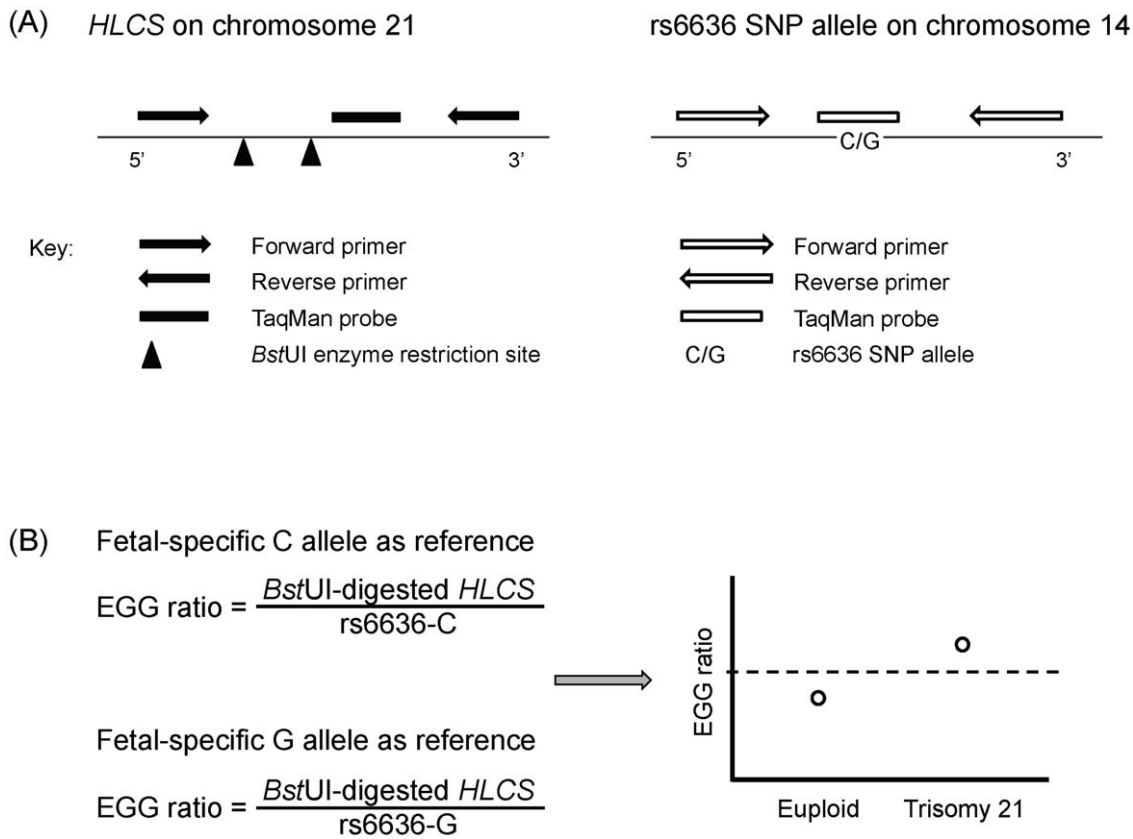 (A) HLCS on chromosome 21 rs6636 SNP allele on chromosome 14
C/G
5’ 3’ 5’ 3’
Key:
Forward primer Forward primer
Reverse primer Reverse primer
TaqMan probe TaqMan probe
BstUI enzyme restriction site C/G rs6636 SNP allele
(B) Fetal-specific C allele as reference
EGG ratio = BstUI-digested HLCS
rs6636-C
Fetal-specific G allele as reference
EGG ratio = BstUI-digested HLCS
rs6636-G
EGG ratio
Euploid Trisomy 21